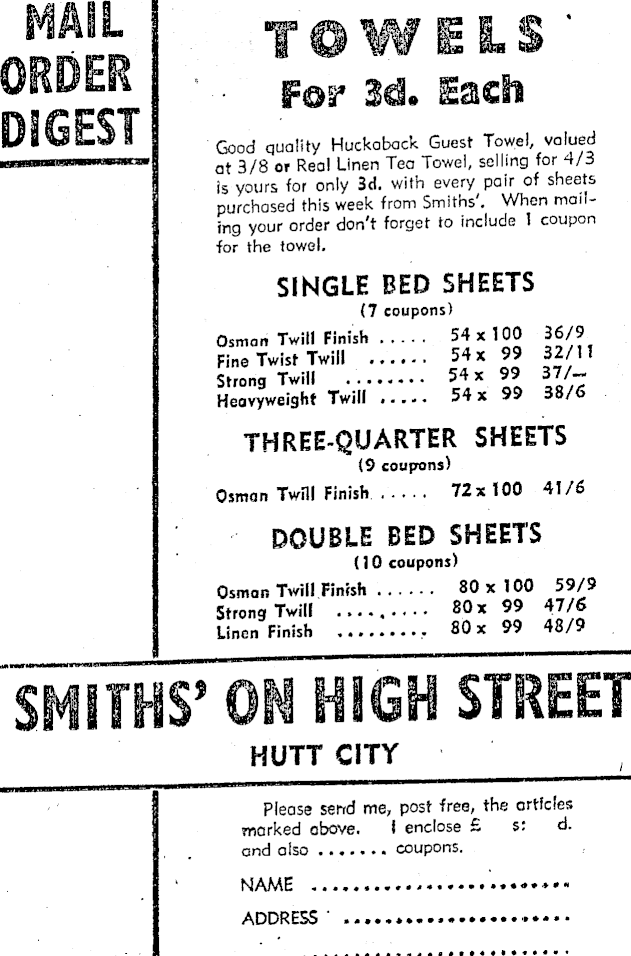 MAIL
ORDER
DIGEST
TOWELS
For 3d. Each
Good quality Huckaback Guest Towel, valued
at 3/8 or Real Linen Tea Towel, selling for 4/3
is yours for only 3d. with every pair of sheets
purchased this week from Smiths'. When mail-
ing your order don't forget to include 1 coupon
for the towel.
SINGLE BED SHEETS
(7 coupons)
Osman Twill Finish ..... 54 x 100 36/9
Fine Twist Twill ...... 54 x 99 32/11
Strong Twill ........ 54 x 99 37/—
Heavyweight Twill ..... 54 x 99 38/6
THREE-QUARTER SHEETS
(9 coupons)
Osman Twill Finish ..... 72 x 100 41/6
DOUBLE BED SHEETS
(10 coupons)
Osman Twill Finish ...... 80 x 100 59/9
Strong Twill ......... 80 x 99 47/6
Linen Finish ......... 80 x 99 48/9
SMITHS' ON HIGH STREET
HUTT CITY
Please send me, post free, the articles
marked above. I enclose £ s: d.
and also ....... coupons.
NAME ..........................
ADDRESS .......................
...........................